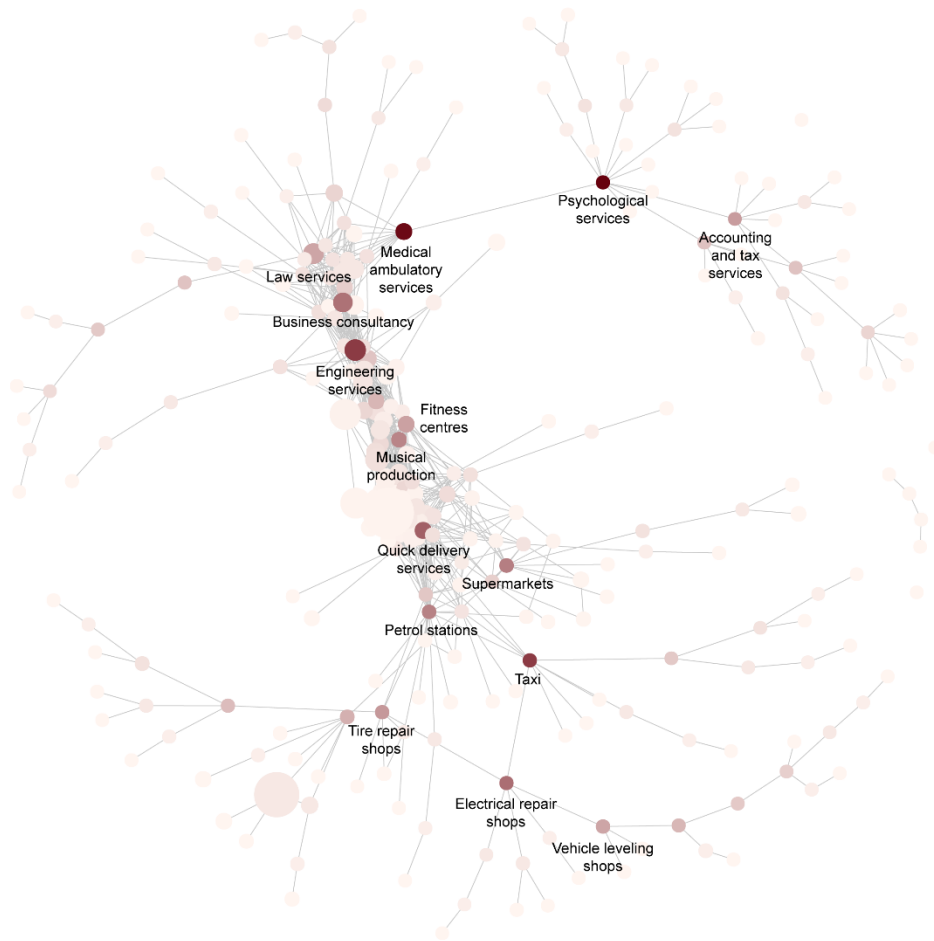 Psychological
services
Accounting
and tax
services
Medical
ambulatory
services
Law services
Business consultancy
Engineering
services
Fitness
centres
Musical
production
Quick delivery
services
Supermarkets
Petrol stations
Taxi
Tire repair
shops
Electrical repair
shops
Vehicle leveling
shops